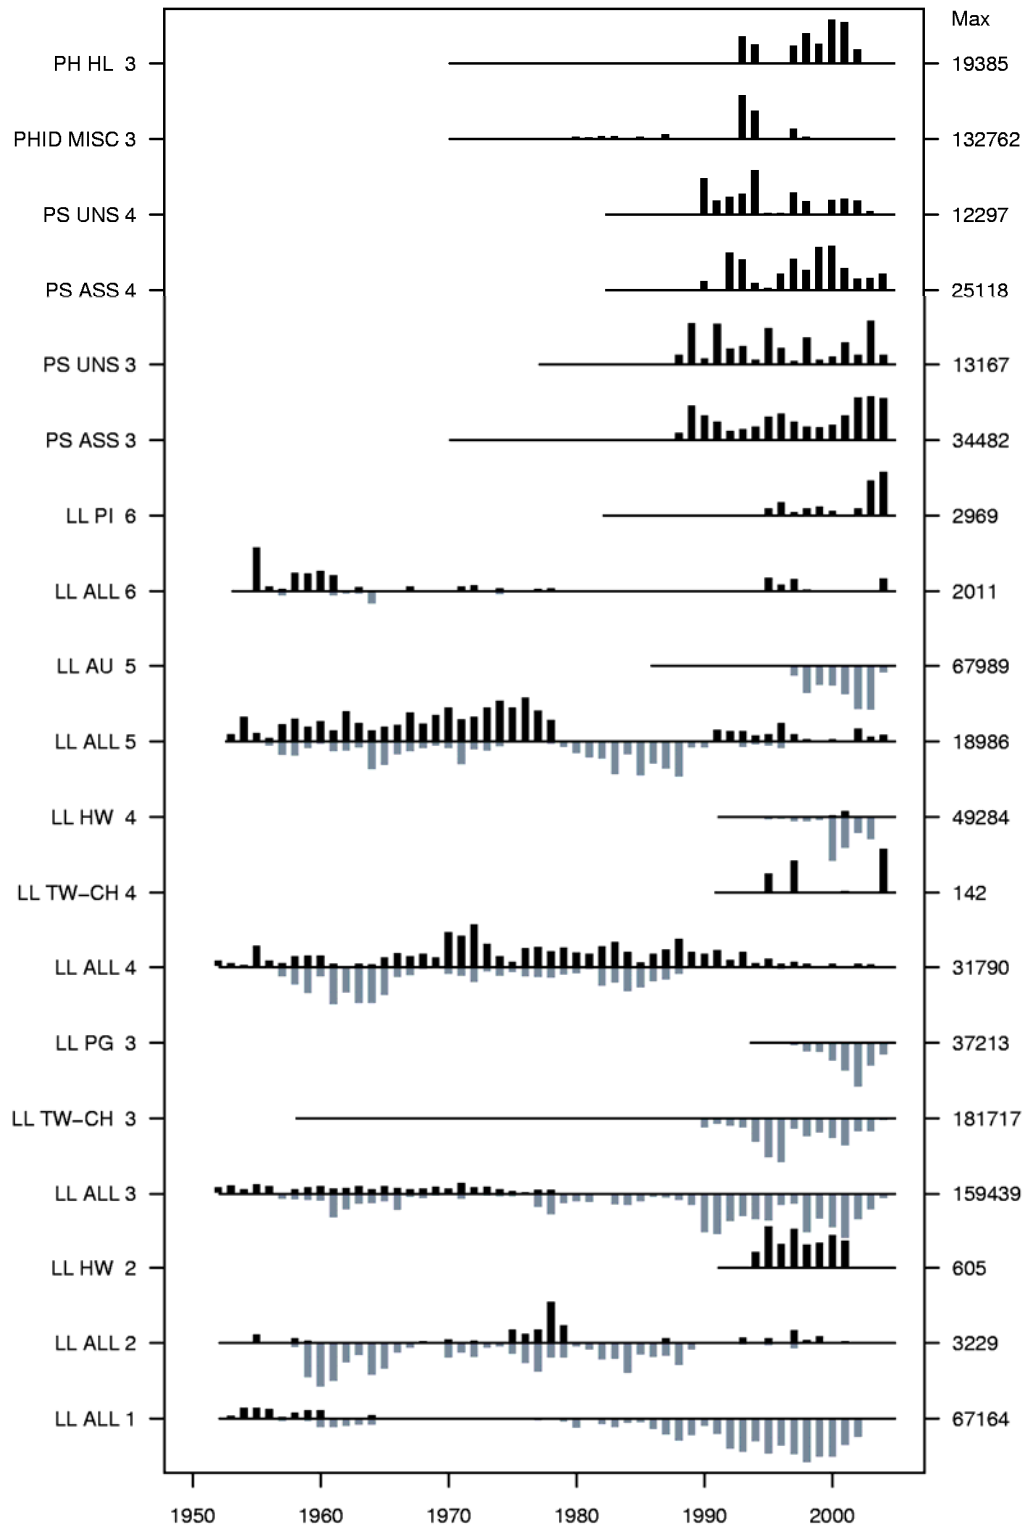 Max
PH HL 3 19385
PHID MISC 3 132762
PS UNS 4 12297
PS ASS 4 25118
PS UNS 3 13167
PS ASS 3 34482
LL PI 6 2969
LL ALL 6 2011
LL AU 5 67989
LL ALL 5 18986
LL HW 4 49284
LL TW–CH 4 142
LL ALL 4 31790
LL PG 3 37213
LL TW–CH 3 181717
LL ALL 3 159439
LL HW 2 605
LL ALL 2 3229
LL ALL 1 67164
1950 1960 1970 1980 1990 2000